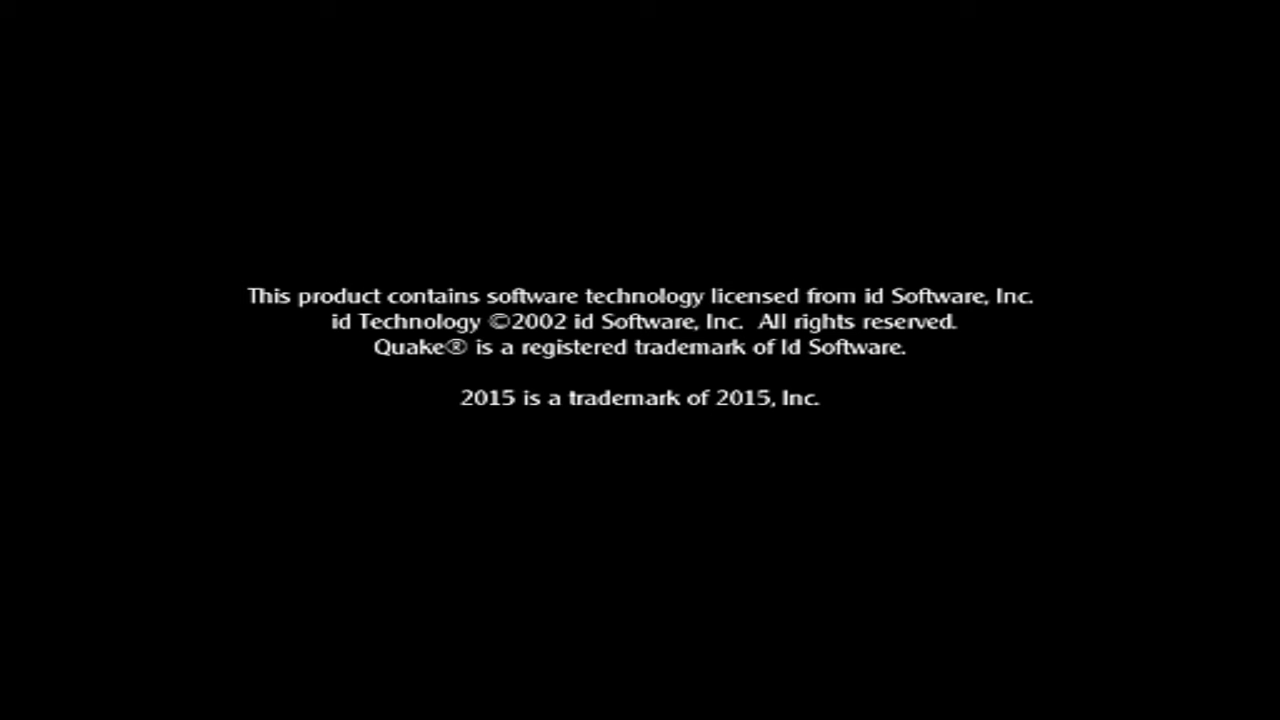 This product contains software technology licensed from id Software, Inc.
id Technology ©2002 id Software, Inc.  All rights reserved.
Quake® is a registered trademark of Id Software.
2015 is a trademark of 2015, Inc.